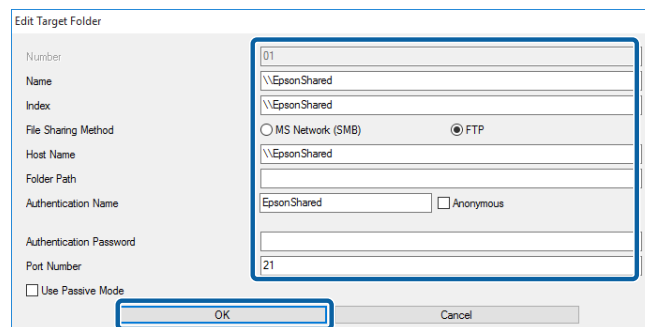 Edit Target Folder
Number 01
Name \\EpsonShared
Index \\EpsonShared
File Sharing Method MS Network (SMB) FTP
Host Name \\EpsonShared
Folder Path
Authentication Name EpsonShared Anonymous
Authentication Password
Port Number 21
Use Passive Mode
OK Cancel